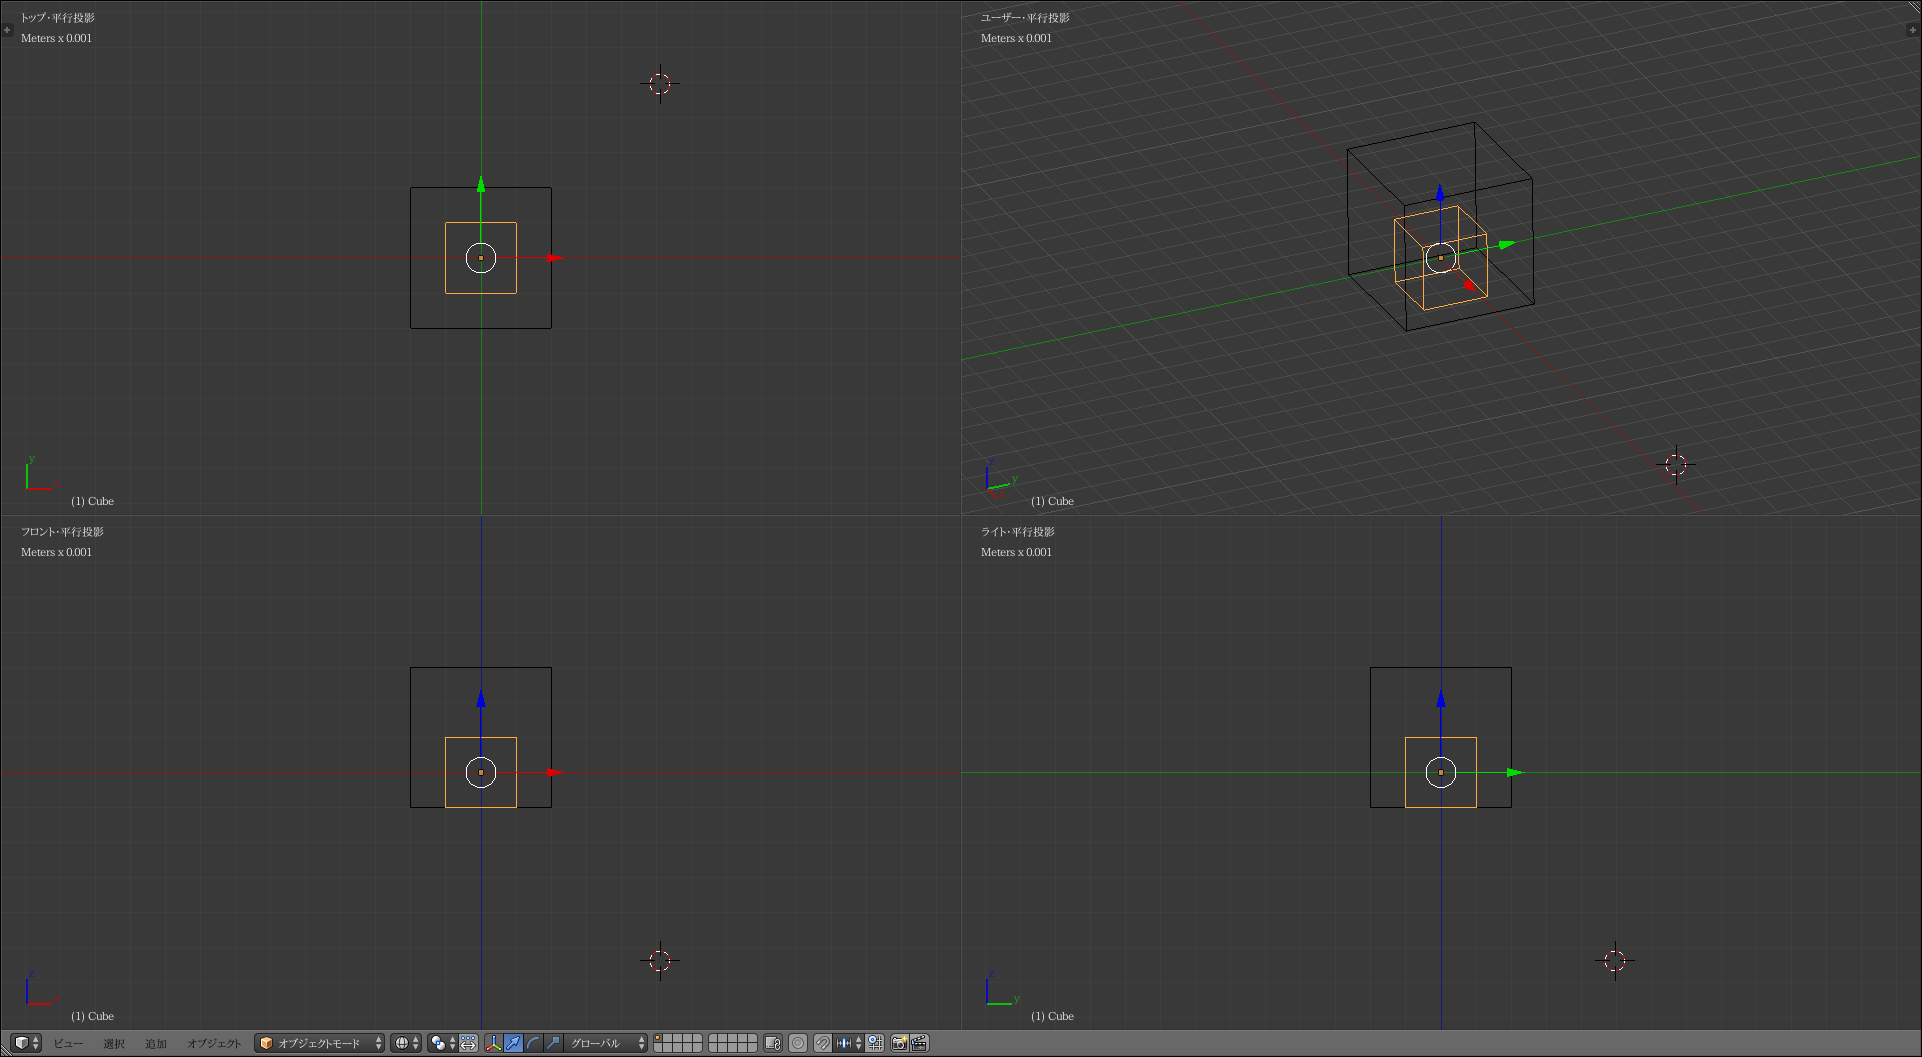 トップ・平行投影
Meters x 0.001
y
x
(1) Cube
ユーザー・平行投影
Meters x 0.001
z
y
x
(1) Cube
フロント・平行投影
Meters x 0.001
z
x
(1) Cube
ライト・平行投影
Meters x 0.001
z
y
(1) Cube
ビュー 選択 追加 オブジェクト オブジェクトモード グローバル